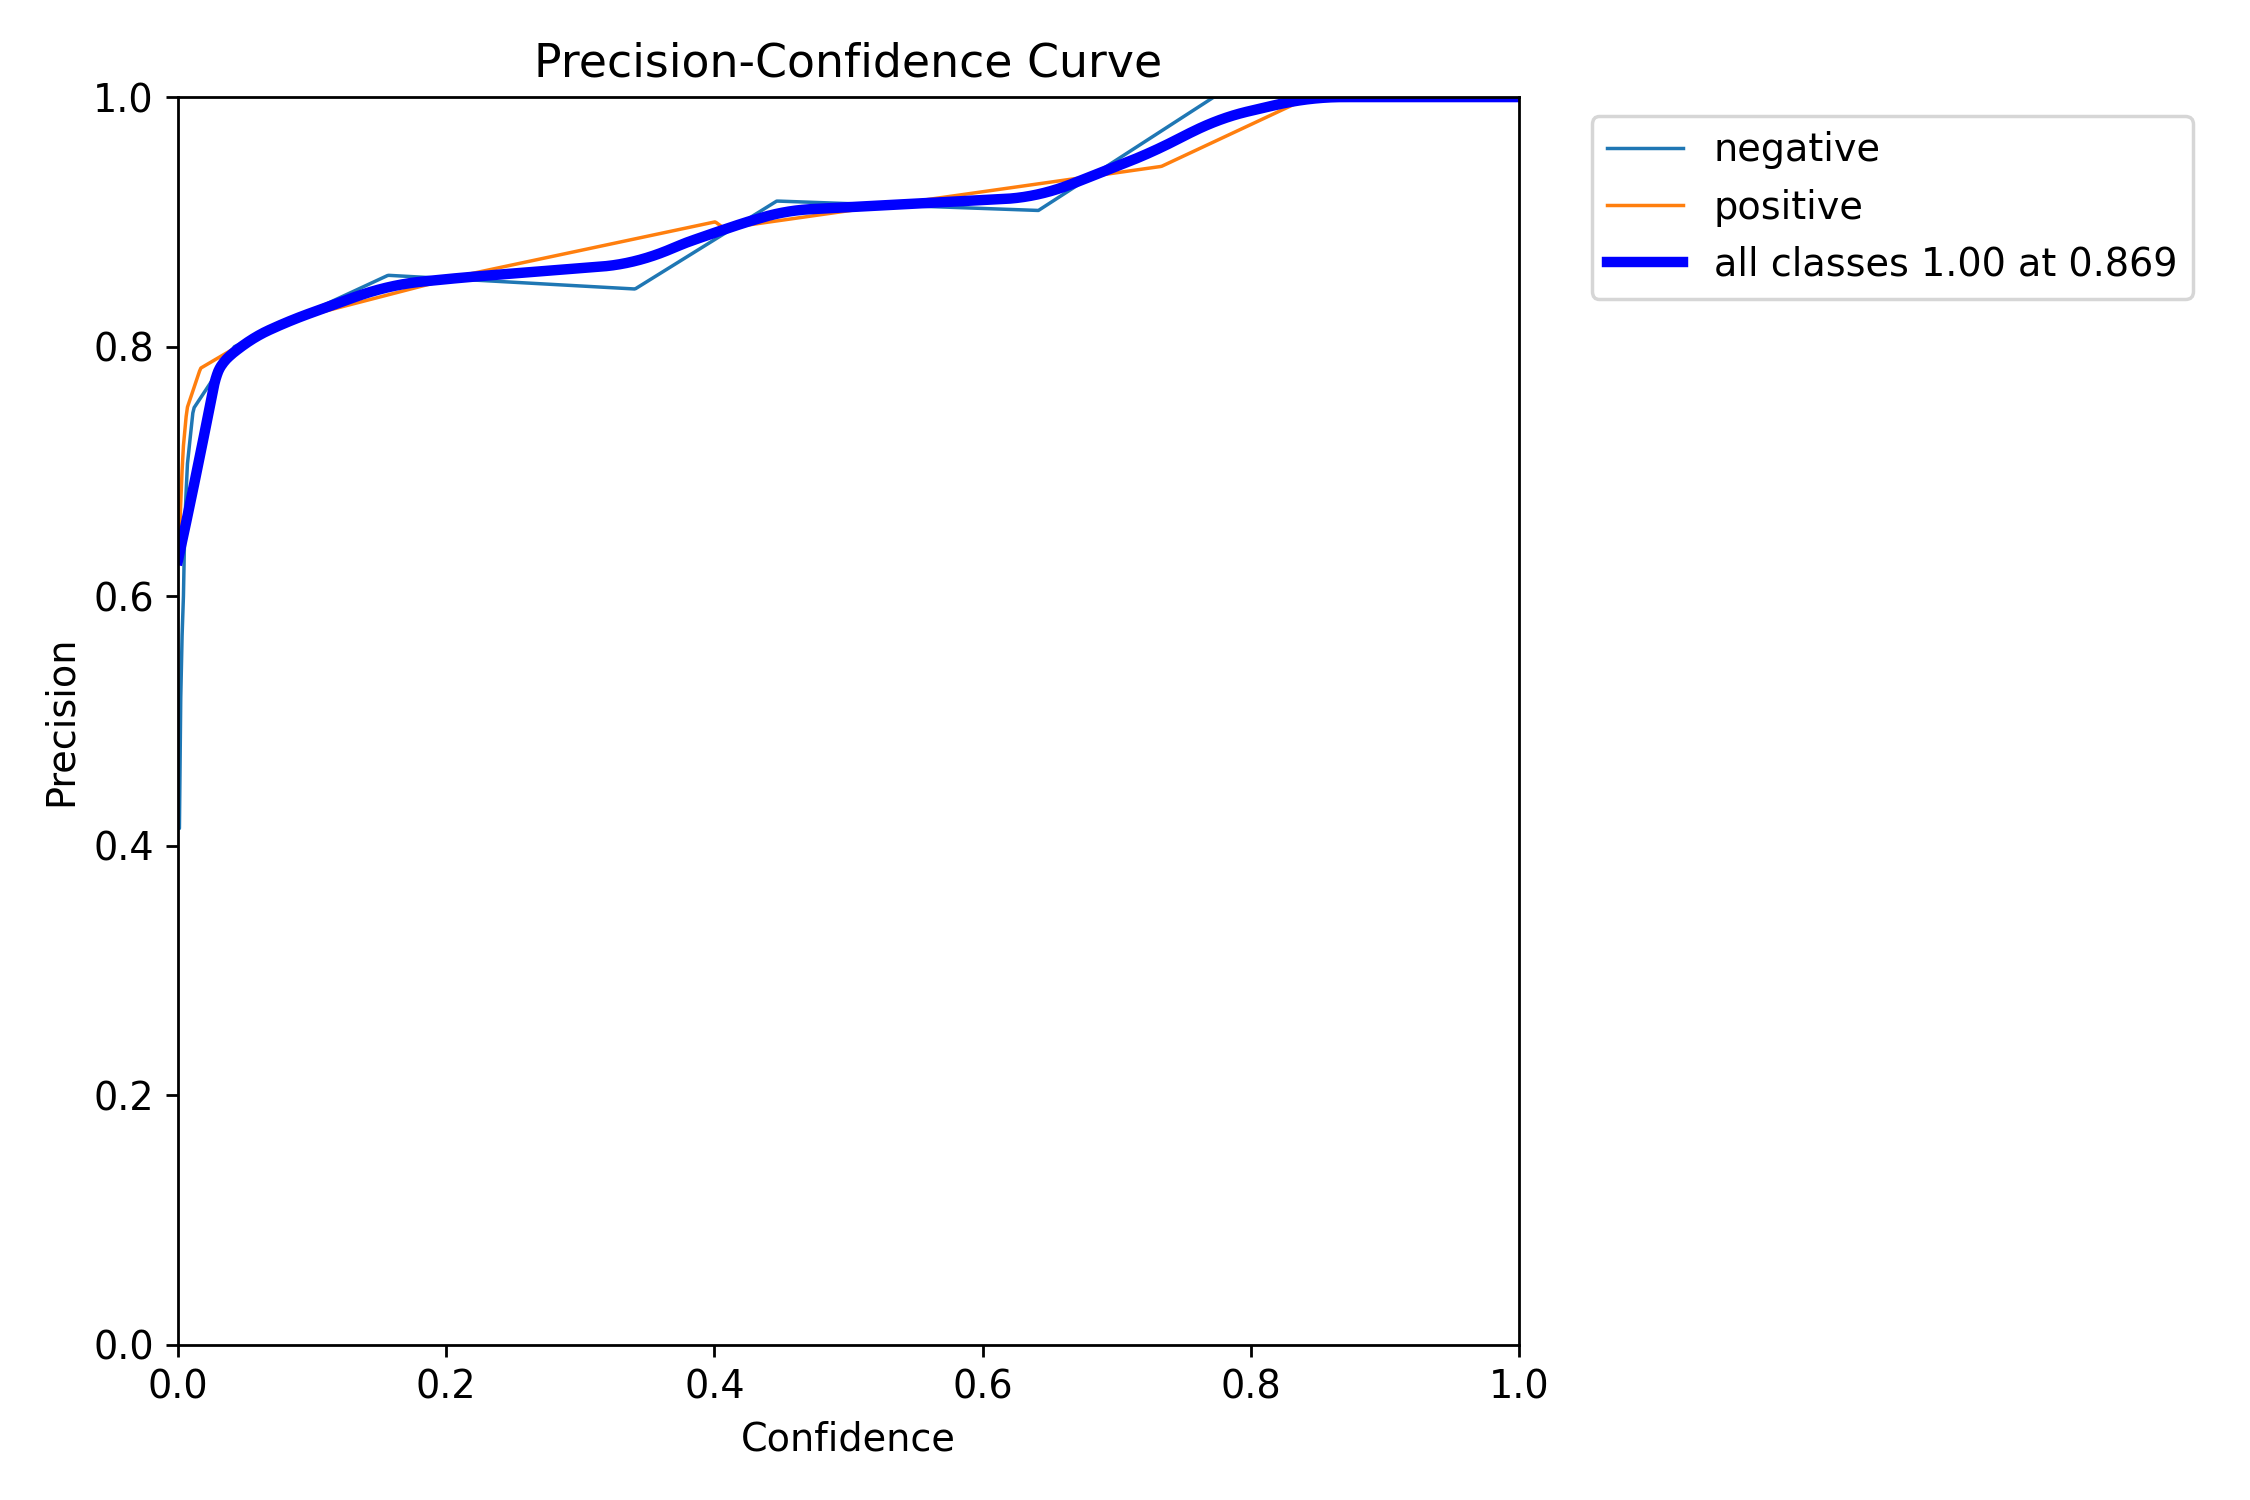 Precision-Confidence Curve
1.0
0.8
0.6
0.4
0.2
0.0
Precision
0.0 0.2 0.4 0.6 0.8 1.0
Confidence
negative
positive
all classes 1.00 at 0.869